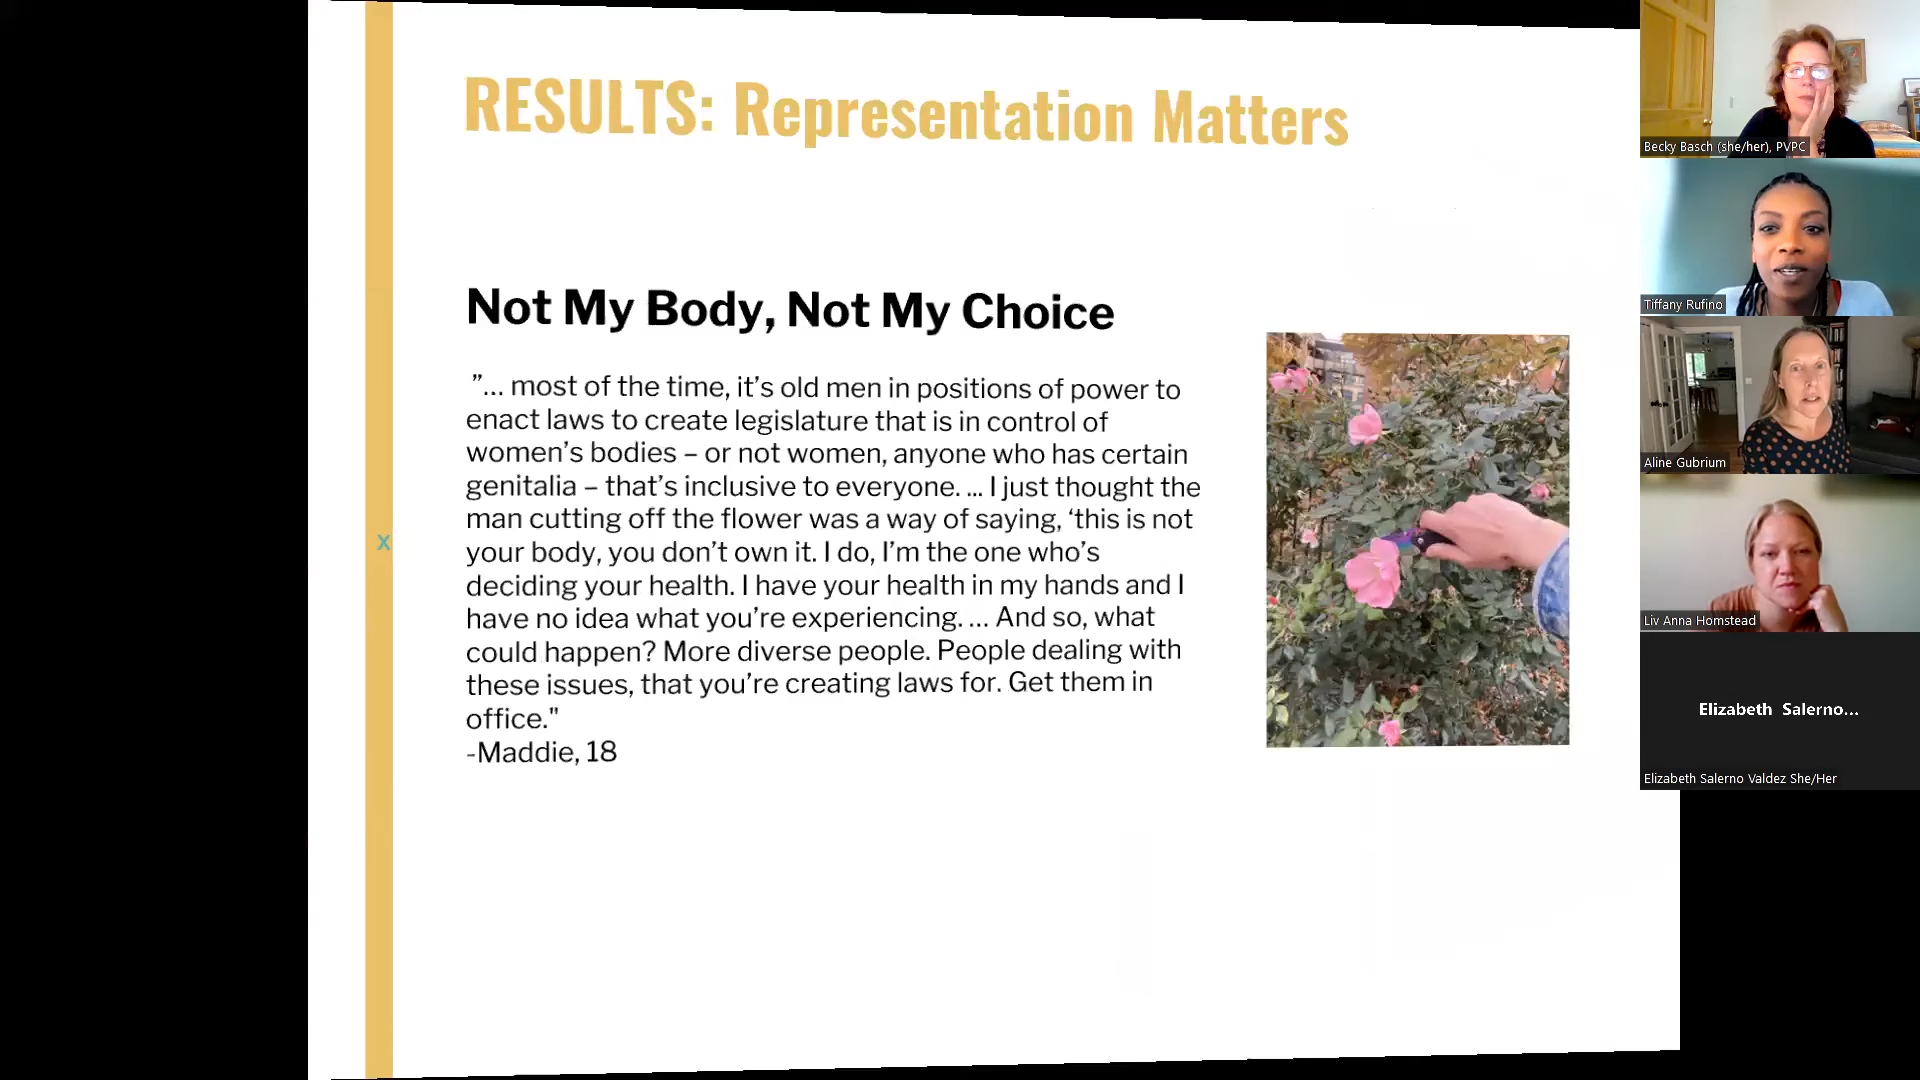 RESULTS: Representation Matters
Not My Body, Not My Choice
”... most of the time, it’s old men in positions of power to
enact laws to create legislature that is in control of
women’s bodies – or not women, anyone who has certain
genitalia – that’s inclusive to everyone. ... I just thought the
man cutting off the flower was a way of saying, ‘this is not
your body, you don’t own it. I do, I’m the one who’s
deciding your health. I have your health in my hands and I
have no idea what you’re experiencing. ... And so, what
could happen? More diverse people. People dealing with
these issues, that you’re creating laws for. Get them in
office."
-Maddie, 18
X
Becky Basch (she/her), PVPC
Tiffany Rufino
Aline Gubrium
Liv Anna Homstead
Elizabeth Salerno...
Elizabeth Salerno Valdez She/Her